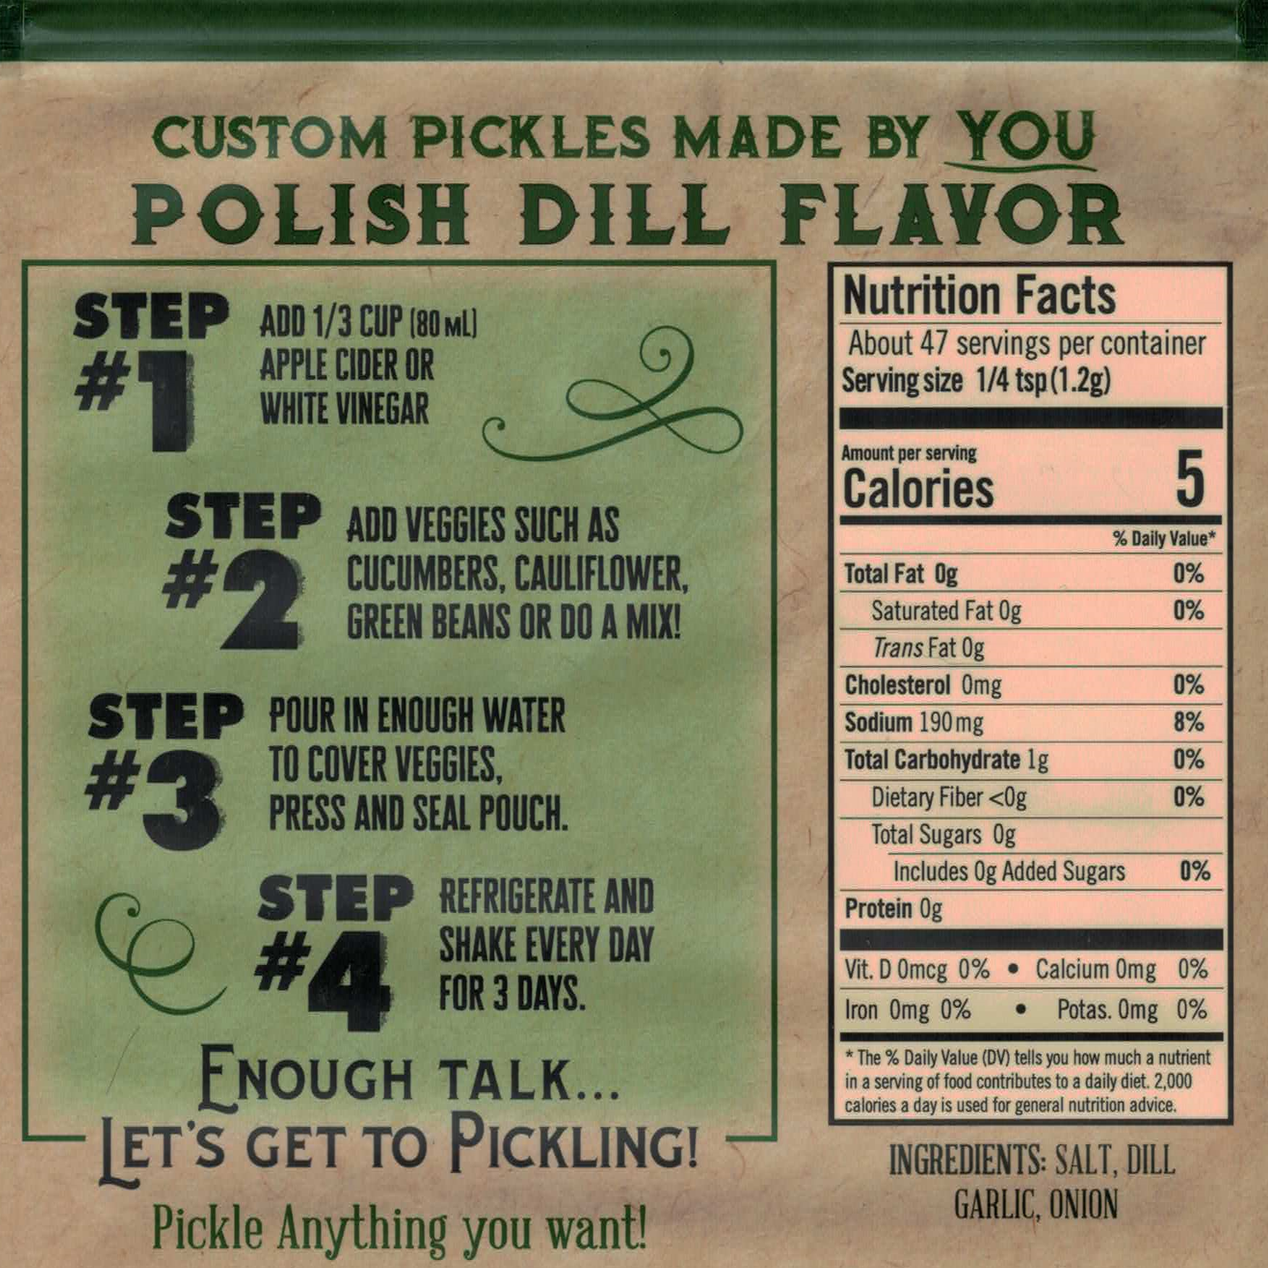 CUSTOM PICKLES MADE BY YOU
POLISH DILL FLAVOR
STEP
#1
ADD 1/3 CUP (80 mL)
APPLE CIDER OR
WHITE VINEGAR
STEP
#2
ADD VEGGIES SUCH AS
CUCUMBERS, CAULIFLOWER,
GREEN BEANS OR DO A MIX!
STEP
#3
POUR IN ENOUGH WATER
TO COVER VEGGIES,
PRESS AND SEAL POUCH.
STEP
#4
REFRIGERATE AND
SHAKE EVERY DAY
FOR 3 DAYS.
ENOUGH TALK...
LET'S GET TO PICKLING!
Pickle Anything you want!
Nutrition Facts
About 47 servings per container
Serving size 1/4 tsp(1.2g)
Amount per serving
Calories 5
% Daily Value*
Total Fat 0g 0%
Saturated Fat 0g 0%
Trans Fat 0g
Cholesterol 0mg 0%
Sodium 190mg 8%
Total Carbohydrate 1g 0%
Dietary Fiber <0g 0%
Total Sugars 0g
Includes 0g Added Sugars 0%
Protein 0g
Vit. D 0mcg 0% • Calcium 0mg 0%
Iron 0mg 0% • Potas. 0mg 0%
* The % Daily Value (DV) tells you how much a nutrient
in a serving of food contributes to a daily diet. 2,000
calories a day is used for general nutrition advice.
INGREDIENTS: SALT, DILL
GARLIC, ONION